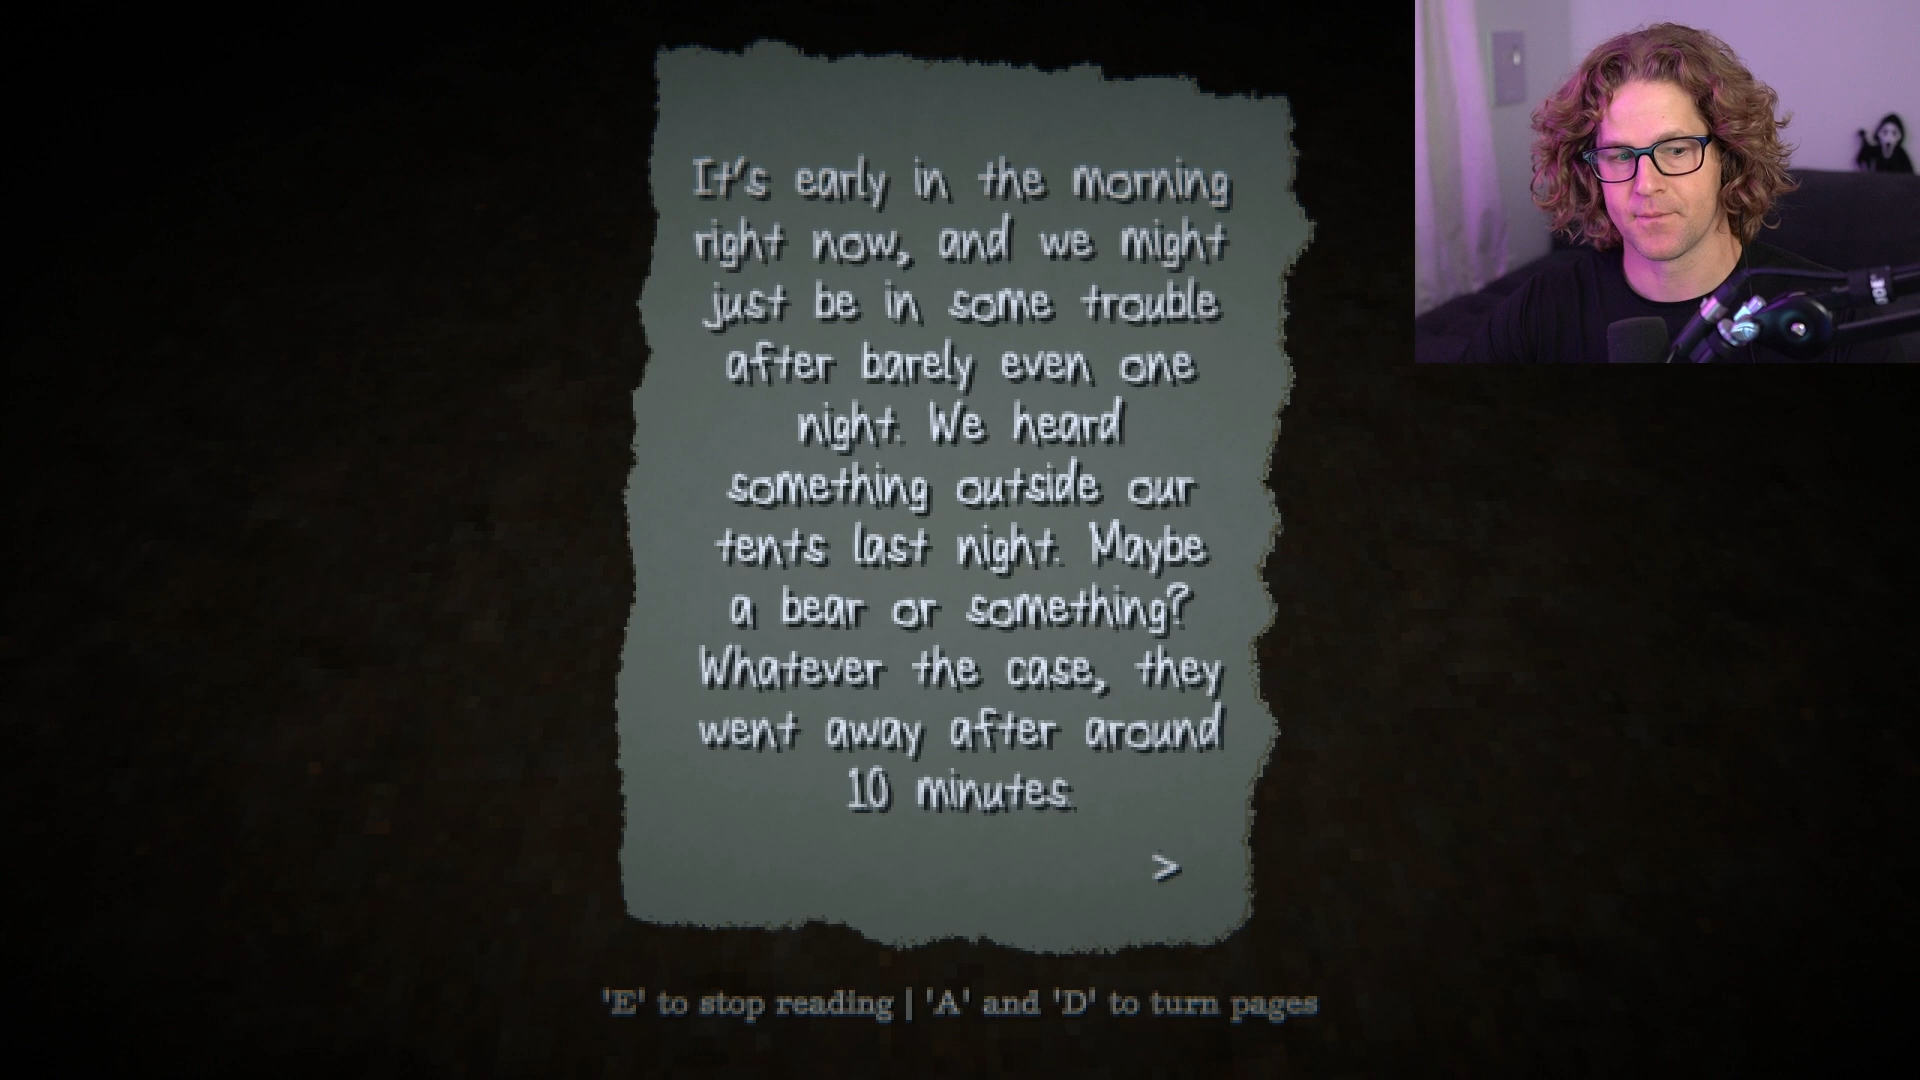 It's early in the morning
right now, and we might
just be in some trouble
after barely even one
night. We heard
something outside our
tents last night. Maybe
a bear or something?
Whatever the case, they
went away after around
10 minutes.
>
'E' to stop reading | 'A' and 'D' to turn pages